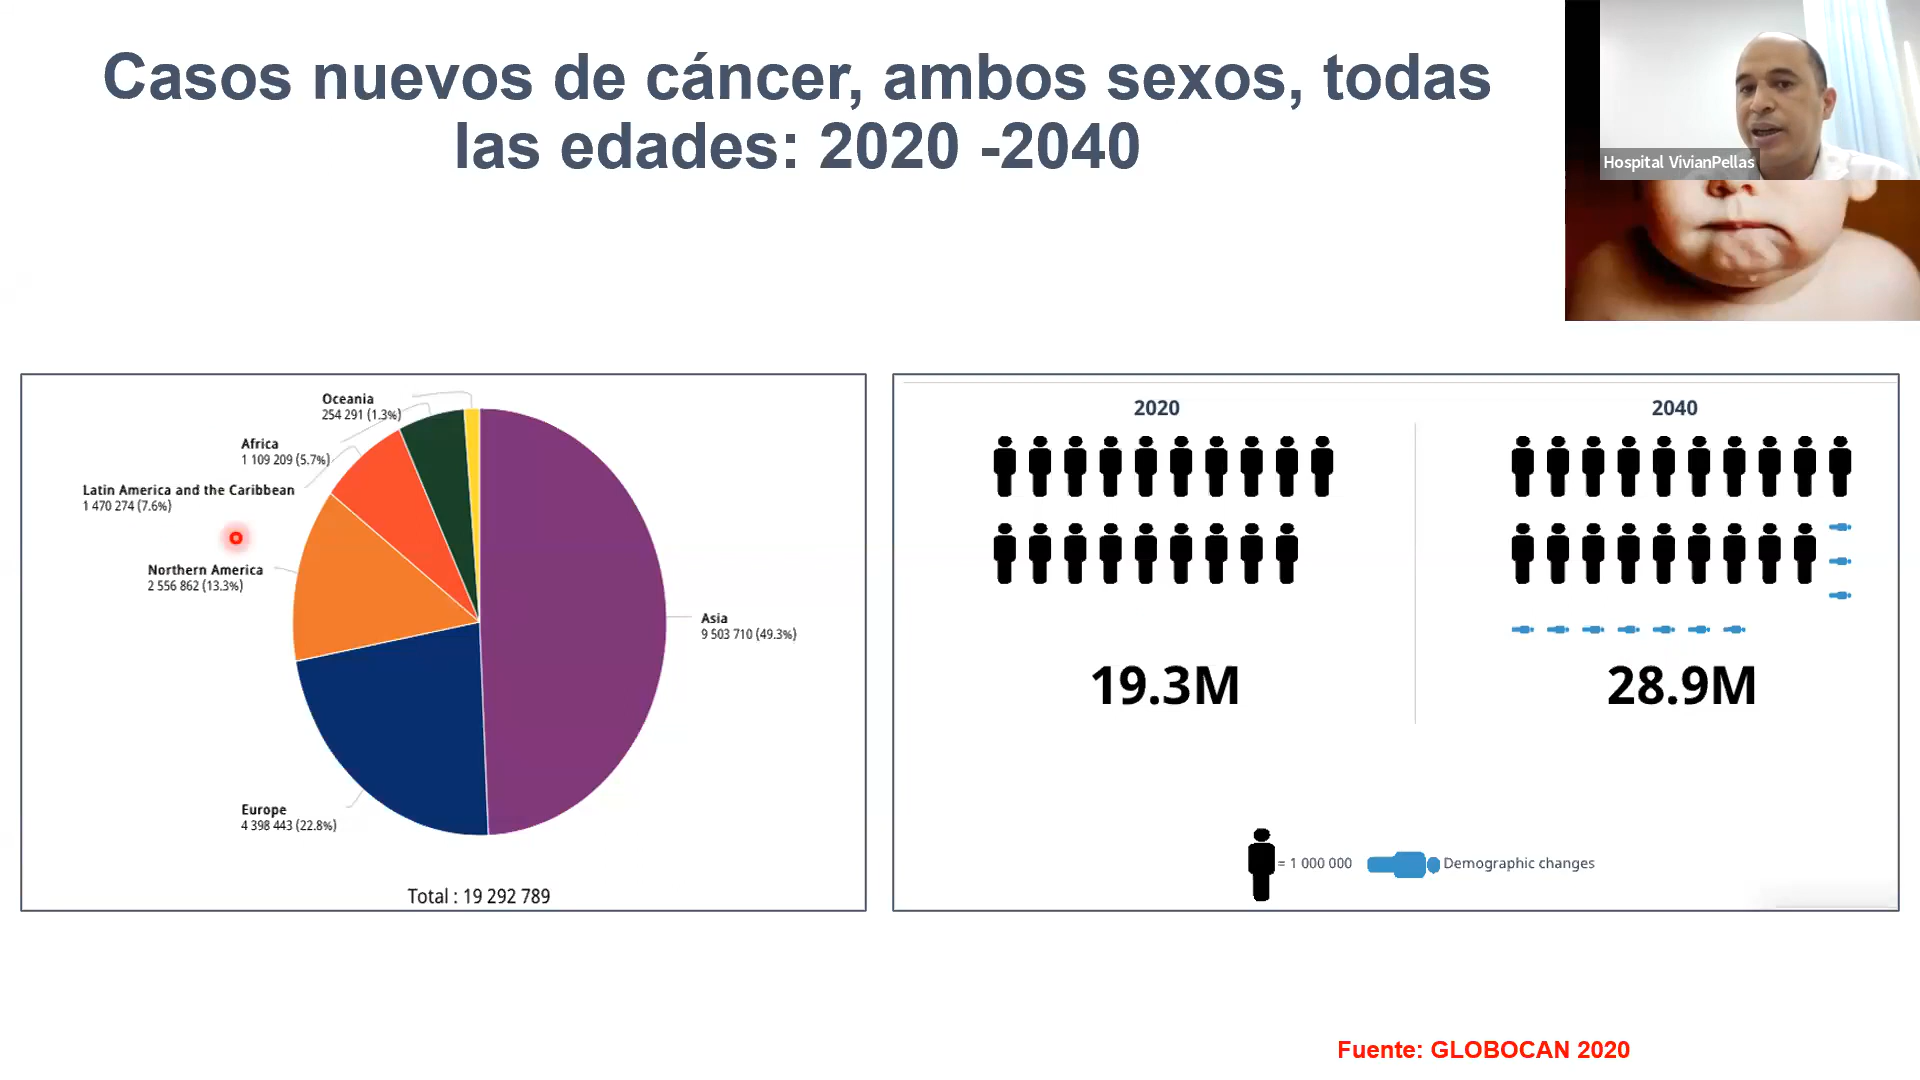 Casos nuevos de cáncer, ambos sexos, todas
las edades: 2020 -2040
Hospital VivianPellas
Oceania
254 291 (1.3%)
Africa
1 109 209 (5.7%)
Latin America and the Caribbean
1 470 274 (7.6%)
Northern America
2 556 862 (13.3%)
Asia
9 503 710 (49.3%)
Europe
4 398 443 (22.8%)
Total : 19 292 789
2020
2040
19.3M
28.9M
= 1 000 000
Demographic changes
Fuente: GLOBOCAN 2020